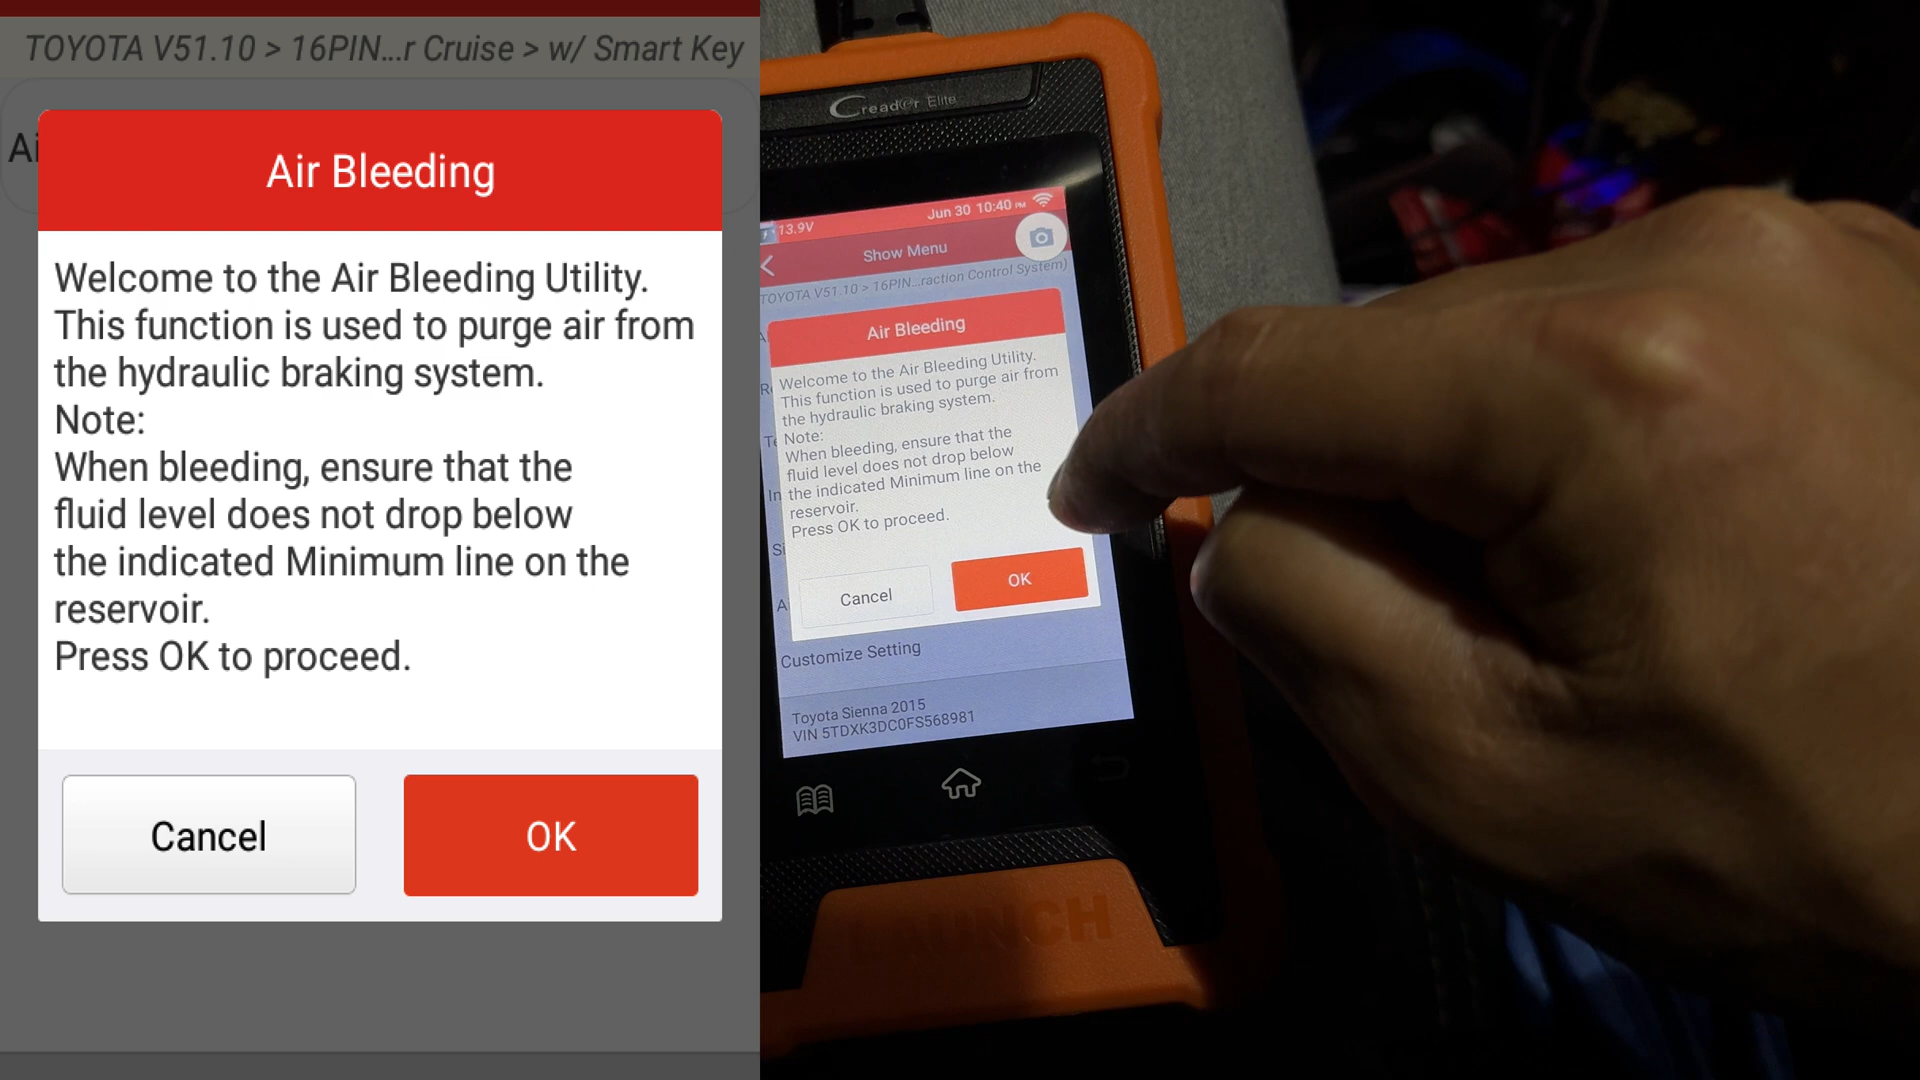 TOYOTA V51.10 > 16PIN...r Cruise > w/ Smart Key
Ai
Air Bleeding
Welcome to the Air Bleeding Utility.
This function is used to purge air from
the hydraulic braking system.
Note:
When bleeding, ensure that the
fluid level does not drop below
the indicated Minimum line on the
reservoir.
Press OK to proceed.
Cancel
OK
Creader Elite
13.9V
Jun 30 10:40 PM
Show Menu
TOYOTA V51.10 > 16PIN...raction Control System)
Air Bleeding
Welcome to the Air Bleeding Utility.
This function is used to purge air from
the hydraulic braking system.
Note:
When bleeding, ensure that the
fluid level does not drop below
the indicated Minimum line on the
reservoir.
Press OK to proceed.
Cancel
OK
Customize Setting
Toyota Sienna 2015
VIN 5TDXK3DC0FS568981
LAUNCH